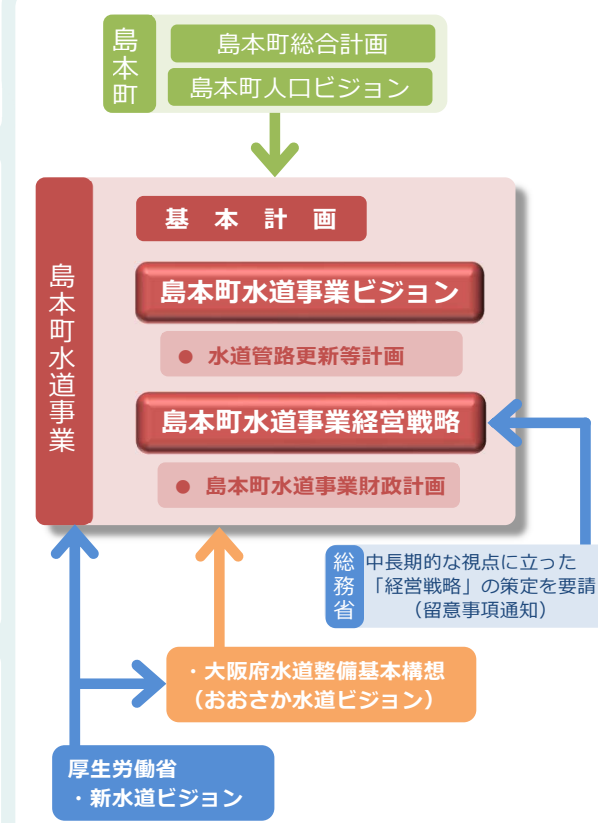 島本町
島本町総合計画
島本町人口ビジョン
島本町水道事業
基本計画
島本町水道事業ビジョン
● 水道管路更新等計画
島本町水道事業経営戦略
● 島本町水道事業財政計画
総務省
中長期的な視点に立った
「経営戦略」の策定を要請
（留意事項通知）
・大阪府水道整備基本構想
（おおさか水道ビジョン）
厚生労働省
・新水道ビジョン